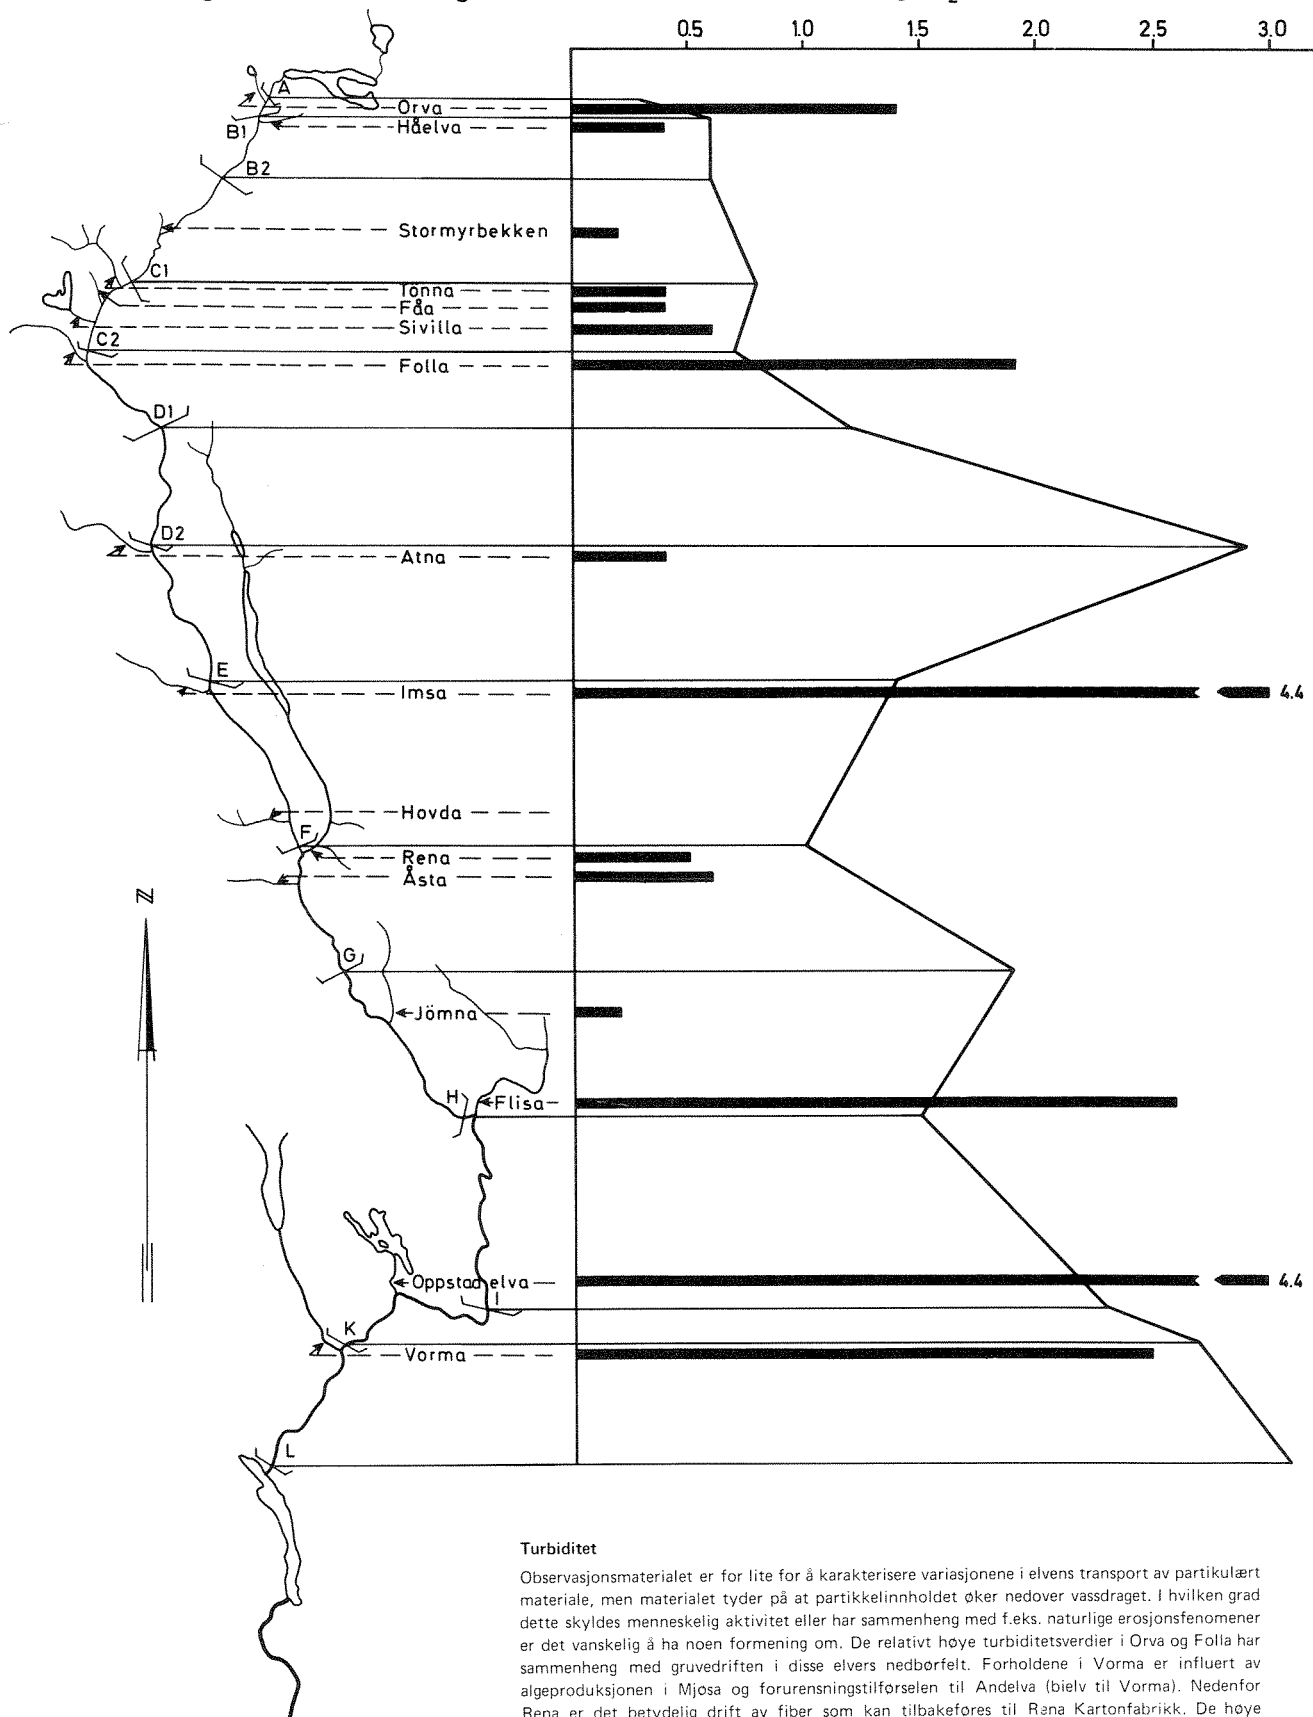 0.5 1.0 1.5 2.0 2.5 3.0
A
Orva
B1
Håelva
B2
Stormyrbekken
C1
Tönna
Fåa
Sivilla
C2
Folla
D1
D2
Atna
E
Imsa 4.4
Hovda
F
Rena
Åsta
N
G
Jömna
H
Flisa
Oppstadelva 4.4
I
K
Vorma
L
Turbiditet
Observasjonsmaterialet er for lite for å karakterisere variasjonene i elvens transport av partikulært
materiale, men materialet tyder på at partikkelinnholdet øker nedover vassdraget. I hvilken grad
dette skyldes menneskelig aktivitet eller har sammenheng med f.eks. naturlige erosjonsfenomener
er det vanskelig å ha noen formening om. De relativt høye turbiditetsverdier i Orva og Folla har
sammenheng med gruvedriften i disse elvers nedbørfelt. Forholdene i Vorma er influert av
algeproduksjonen i Mjøsa og forurensningstilførselen til Andelva (bielv til Vorma). Nedenfor
Rena er det betydelig drift av fiber som kan tilbakeføres til Rena Kartonfabrikk. De høye